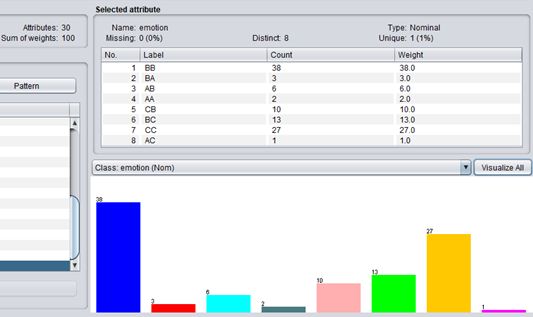 Attributes: 30
Sum of weights: 100
Pattern
Selected attribute
Name: emotion Type: Nominal
Missing: 0 (0%) Distinct: 8 Unique: 1 (1%)
No. Label Count Weight
1 BB 38 38.0
2 BA 3 3.0
3 AB 6 6.0
4 AA 2 2.0
5 CB 10 10.0
6 BC 13 13.0
7 CC 27 27.0
8 AC 1 1.0
Class: emotion (Nom) Visualize All
38
3
6
2
10
13
27
1